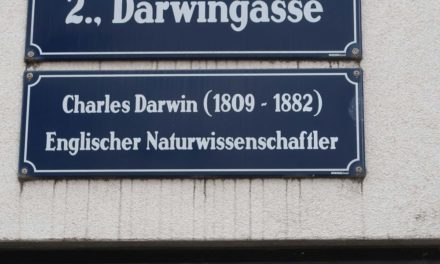 2., Darwingasse
Charles Darwin (1809 - 1882)
Englischer Naturwissenschaftler